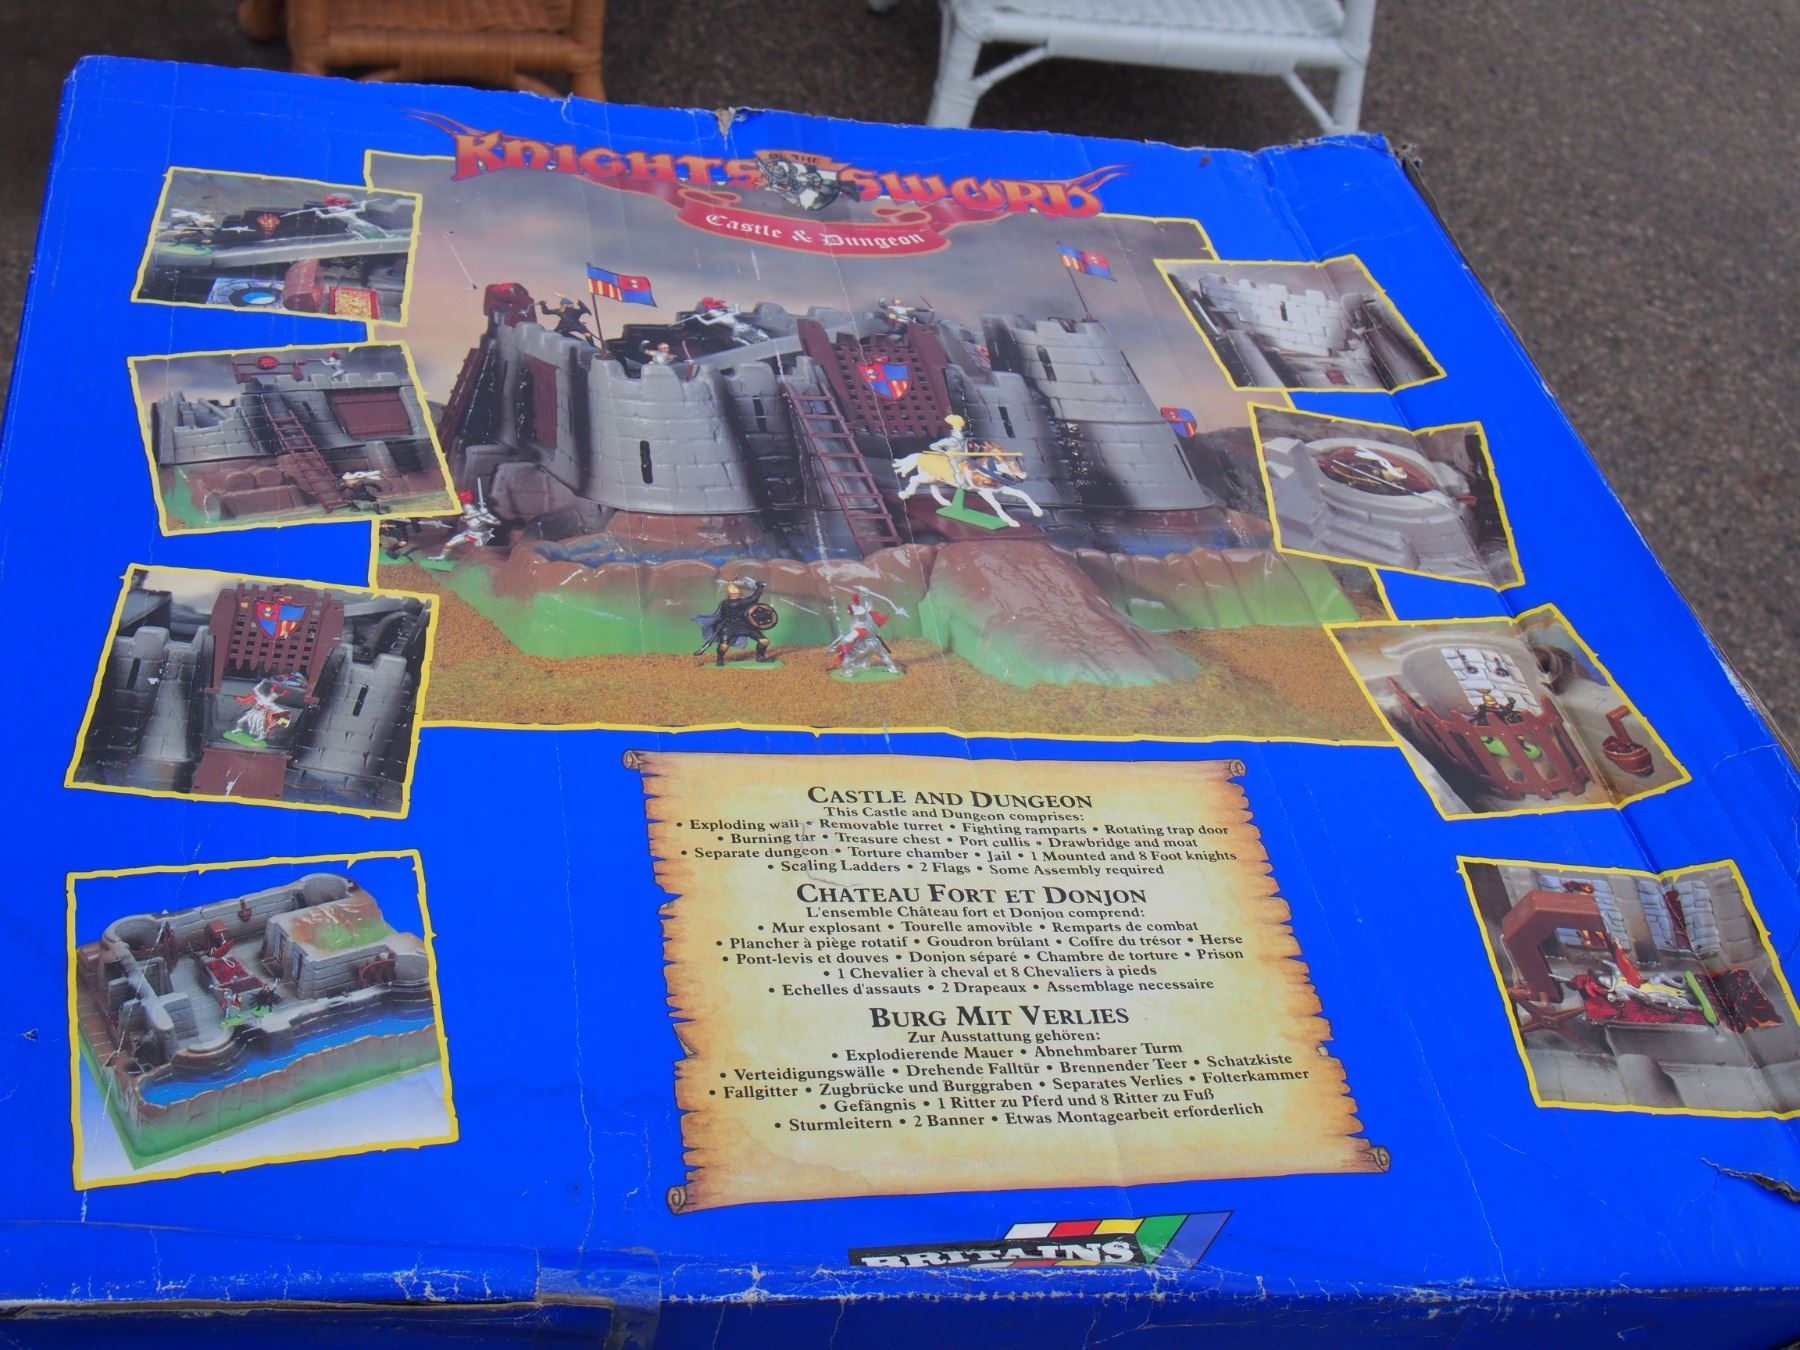 KNIGHTS OF THE SWORD
Castle & Dungeon
CASTLE AND DUNGEON
This Castle and Dungeon comprises:
• Exploding wall • Removable turret • Fighting ramparts • Rotating trap door
• Burning tar • Treasure chest • Port cullis • Drawbridge and moat
• Separate dungeon • Torture chamber • Jail • 1 Mounted and 8 Foot knights
• Scaling Ladders • 2 Flags • Some Assembly required
CHATEAU FORT ET DONJON
L'ensemble Château fort et Donjon comprend:
• Mur explosant • Tourelle amovible • Remparts de combat
• Plancher à piège rotatif • Goudron brûlant • Coffre du trésor • Herse
• Pont-levis et douves • Donjon séparé • Chambre de torture • Prison
• 1 Chevalier à cheval et 8 Chevaliers à pieds
• Echelles d'assauts • 2 Drapeaux • Assemblage necessaire
BURG MIT VERLIES
Zur Ausstattung gehören:
• Explodierende Mauer • Abnehmbarer Turm
• Verteidigungswälle • Drehende Falltür • Brennender Teer • Schatzkiste
• Fallgitter • Zugbrücke und Burggraben • Separates Verlies • Folterkammer
• Gefängnis • 1 Ritter zu Pferd und 8 Ritter zu Fuß
• Sturmleitern • 2 Banner • Etwas Montagearbeit erforderlich
BRITAINS